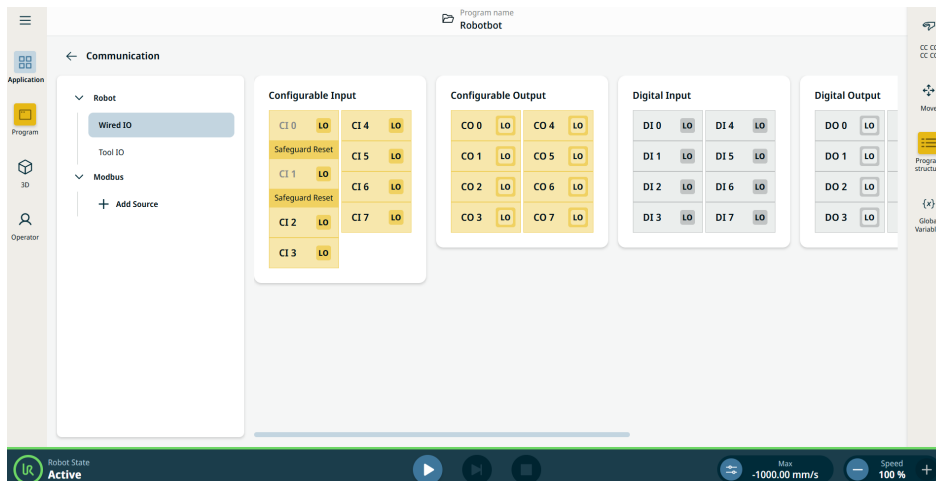 Program name
Robotbot
Application
Program
3D
Operator
Communication
Robot
Wired IO
Tool IO
Modbus
Add Source
Configurable Input
CI 0 LO CI 4 LO
Safeguard Reset
CI 5 LO
CI 1 LO
CI 6 LO
Safeguard Reset
CI 2 LO CI 7 LO
CI 3 LO
Configurable Output
CO 0 LO CO 4 LO
CO 1 LO CO 5 LO
CO 2 LO CO 6 LO
CO 3 LO CO 7 LO
Digital Input
DI 0 LO DI 4 LO
DI 1 LO DI 5 LO
DI 2 LO DI 6 LO
DI 3 LO DI 7 LO
Digital Output
DO 0 LO
DO 1 LO
DO 2 LO
DO 3 LO
Move
structu
{x}
UR
Robot State
Active
Max
-1000.00 mm/s
Speed
100 %